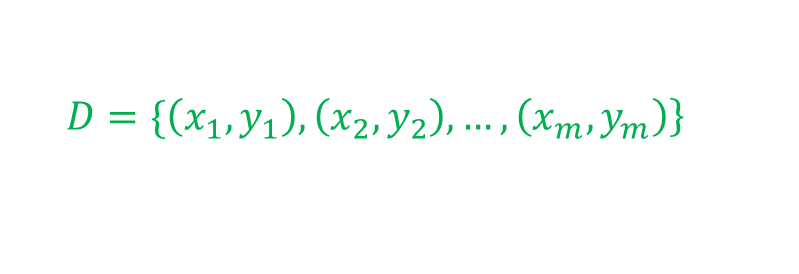 D = {(x₁,y₁),(x₂,y₂),…,(xₘ,yₘ)}